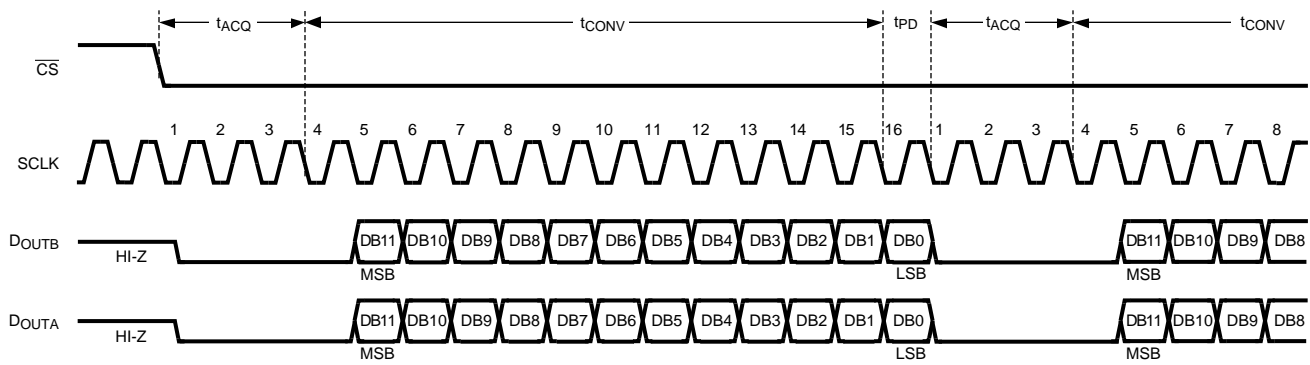 tACQ tCONV tPD tACQ tCONV
CS
1 2 3 4 5 6 7 8 9 10 11 12 13 14 15 16 1 2 3 4 5 6 7 8
SCLK
DOUTB
HI-Z
DB11 DB10 DB9 DB8 DB7 DB6 DB5 DB4 DB3 DB2 DB1 DB0 DB11 DB10 DB9 DB8
MSB LSB MSB
DOUTA
HI-Z
DB11 DB10 DB9 DB8 DB7 DB6 DB5 DB4 DB3 DB2 DB1 DB0 DB11 DB10 DB9 DB8
MSB LSB MSB